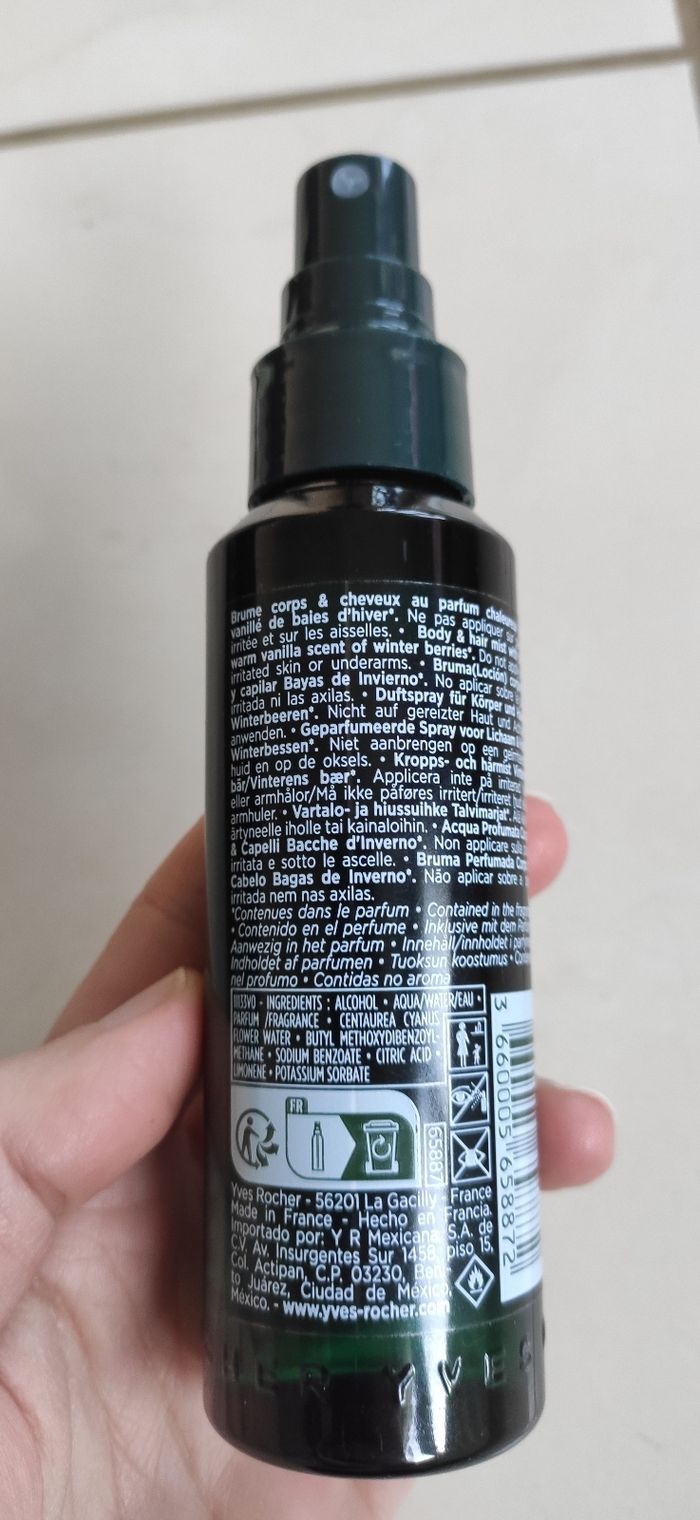 Brume corps & cheveux au parfum
vanillé de baies d'hiver*. Ne pas appliquer sur
irritée et sur les aisselles. • Body & hair mist
warm vanilla scent of winter berries*. Do not
irritated skin or underarms. • Bruma(Loción)
y capilar Bayas de Invierno*. No aplicar sobre
irritada ni las axilas. • Duftspray für Körper und
Winterbeeren*. Nicht auf gereizter Haut und
anwenden. • Geparfumeerde Spray voor Lichaam
Winterbessen*. Niet aanbrengen op een
huid en op de oksels. • Kropps- och hårmist
bär/Vinterens bær*. Applicera inte på
eller armhålor/Må ikke påføres irritert/irriteret
armhuler. • Vartalo- ja hiussuihke Talvimarjat*.
ärtyneelle iholle tai kainaloihin. • Acqua Profumata
& Capelli Bacche d'Inverno*. Non applicare
irritata e sotto le ascelle. • Bruma Perfumada
Cabelo Bagas de Inverno*. Não aplicar sobre a
irritada nem nas axilas.
*Contenues dans le parfum • Contained in the
• Contenido en el perfume • Inklusive mit dem
Aanwezig in het parfum • Innehåll/innholdet i
Indholdet af parfumen • Tuoksun koostumus •
nel profumo • Contidas no aroma
INGREDIENTS : ALCOHOL • AQUA/WATER/EAU •
PARFUM /FRAGRANCE • CENTAUREA CYANUS
FLOWER WATER • BUTYL METHOXYDIBENZOYL-
METHANE • SODIUM BENZOATE • CITRIC ACID •
LIMONENE • POTASSIUM SORBATE
FR
65887
3 660005 658872
Yves Rocher - 56201 La Gacilly - France
Made in France - Hecho en Francia.
Importado por: Y R Mexicana, S.A. de
C.V. Av. Insurgentes Sur 1458, piso 15,
Col. Actipan, C.P. 03230, Beni-
to Juárez, Ciudad de México,
México. - www.yves-rocher.com
YVES